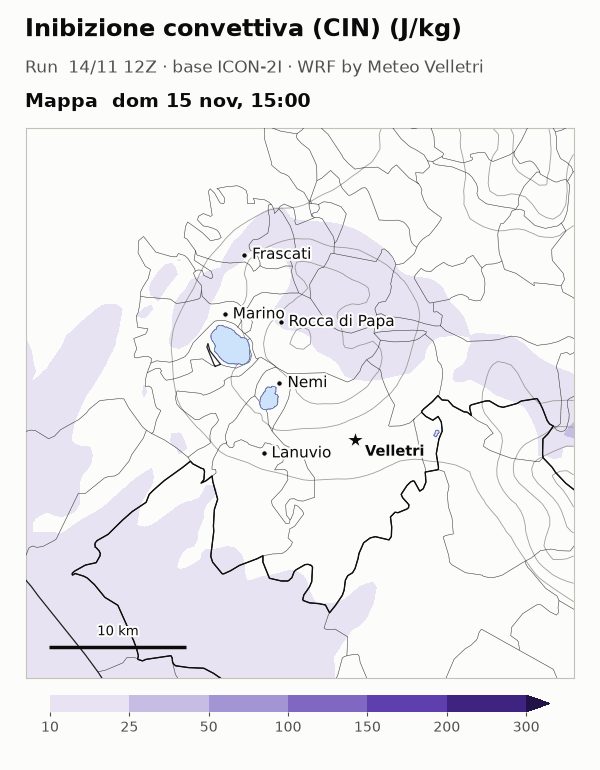 Inibizione convettiva (CIN) (J/kg)
Run  14/11 12Z · base ICON-2I · WRF by Meteo Velletri
Mappa  dom 15 nov, 15:00
Frascati
Marino
Rocca di Papa
Nemi
Velletri
Lanuvio
10 km
10 25 50 100 150 200 300